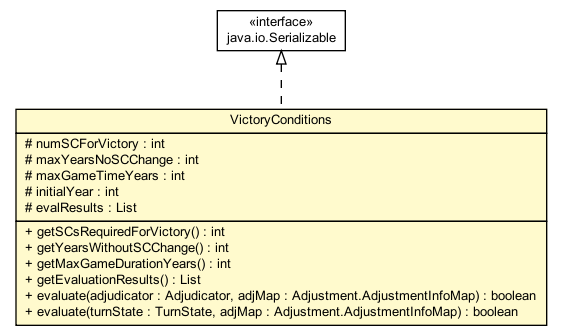 «interface»
java.io.Serializable
VictoryConditions
# numSCForVictory : int
# maxYearsNoSCChange : int
# maxGameTimeYears : int
# initialYear : int
# evalResults : List
+ getSCsRequiredForVictory() : int
+ getYearsWithoutSCChange() : int
+ getMaxGameDurationYears() : int
+ getEvaluationResults() : List
+ evaluate(adjudicator : Adjudicator, adjMap : Adjustment.AdjustmentInfoMap) : boolean
+ evaluate(turnState : TurnState, adjMap : Adjustment.AdjustmentInfoMap) : boolean